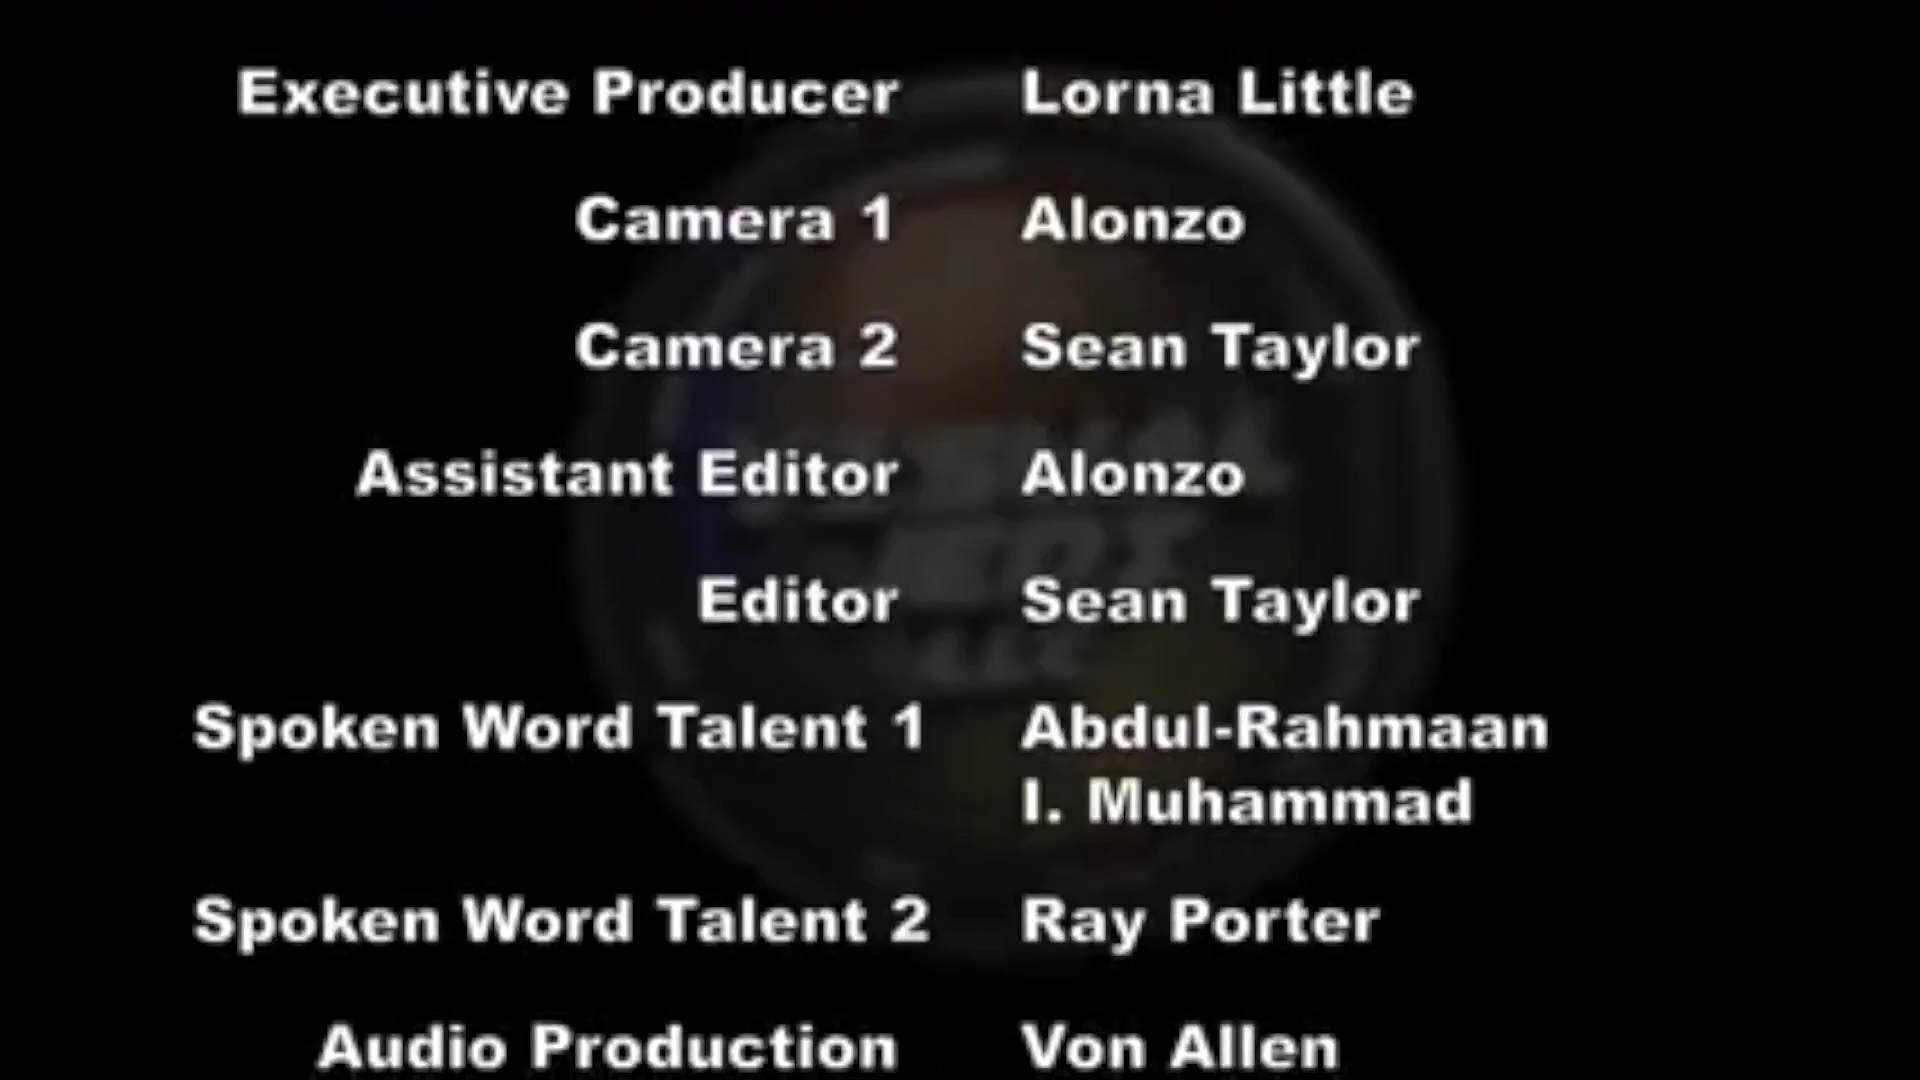 Executive Producer Lorna Little
Camera 1 Alonzo
Camera 2 Sean Taylor
Assistant Editor Alonzo
Editor Sean Taylor
Spoken Word Talent 1 Abdul-Rahmaan
I. Muhammad
Spoken Word Talent 2 Ray Porter
Audio Production Von Allen
LLC